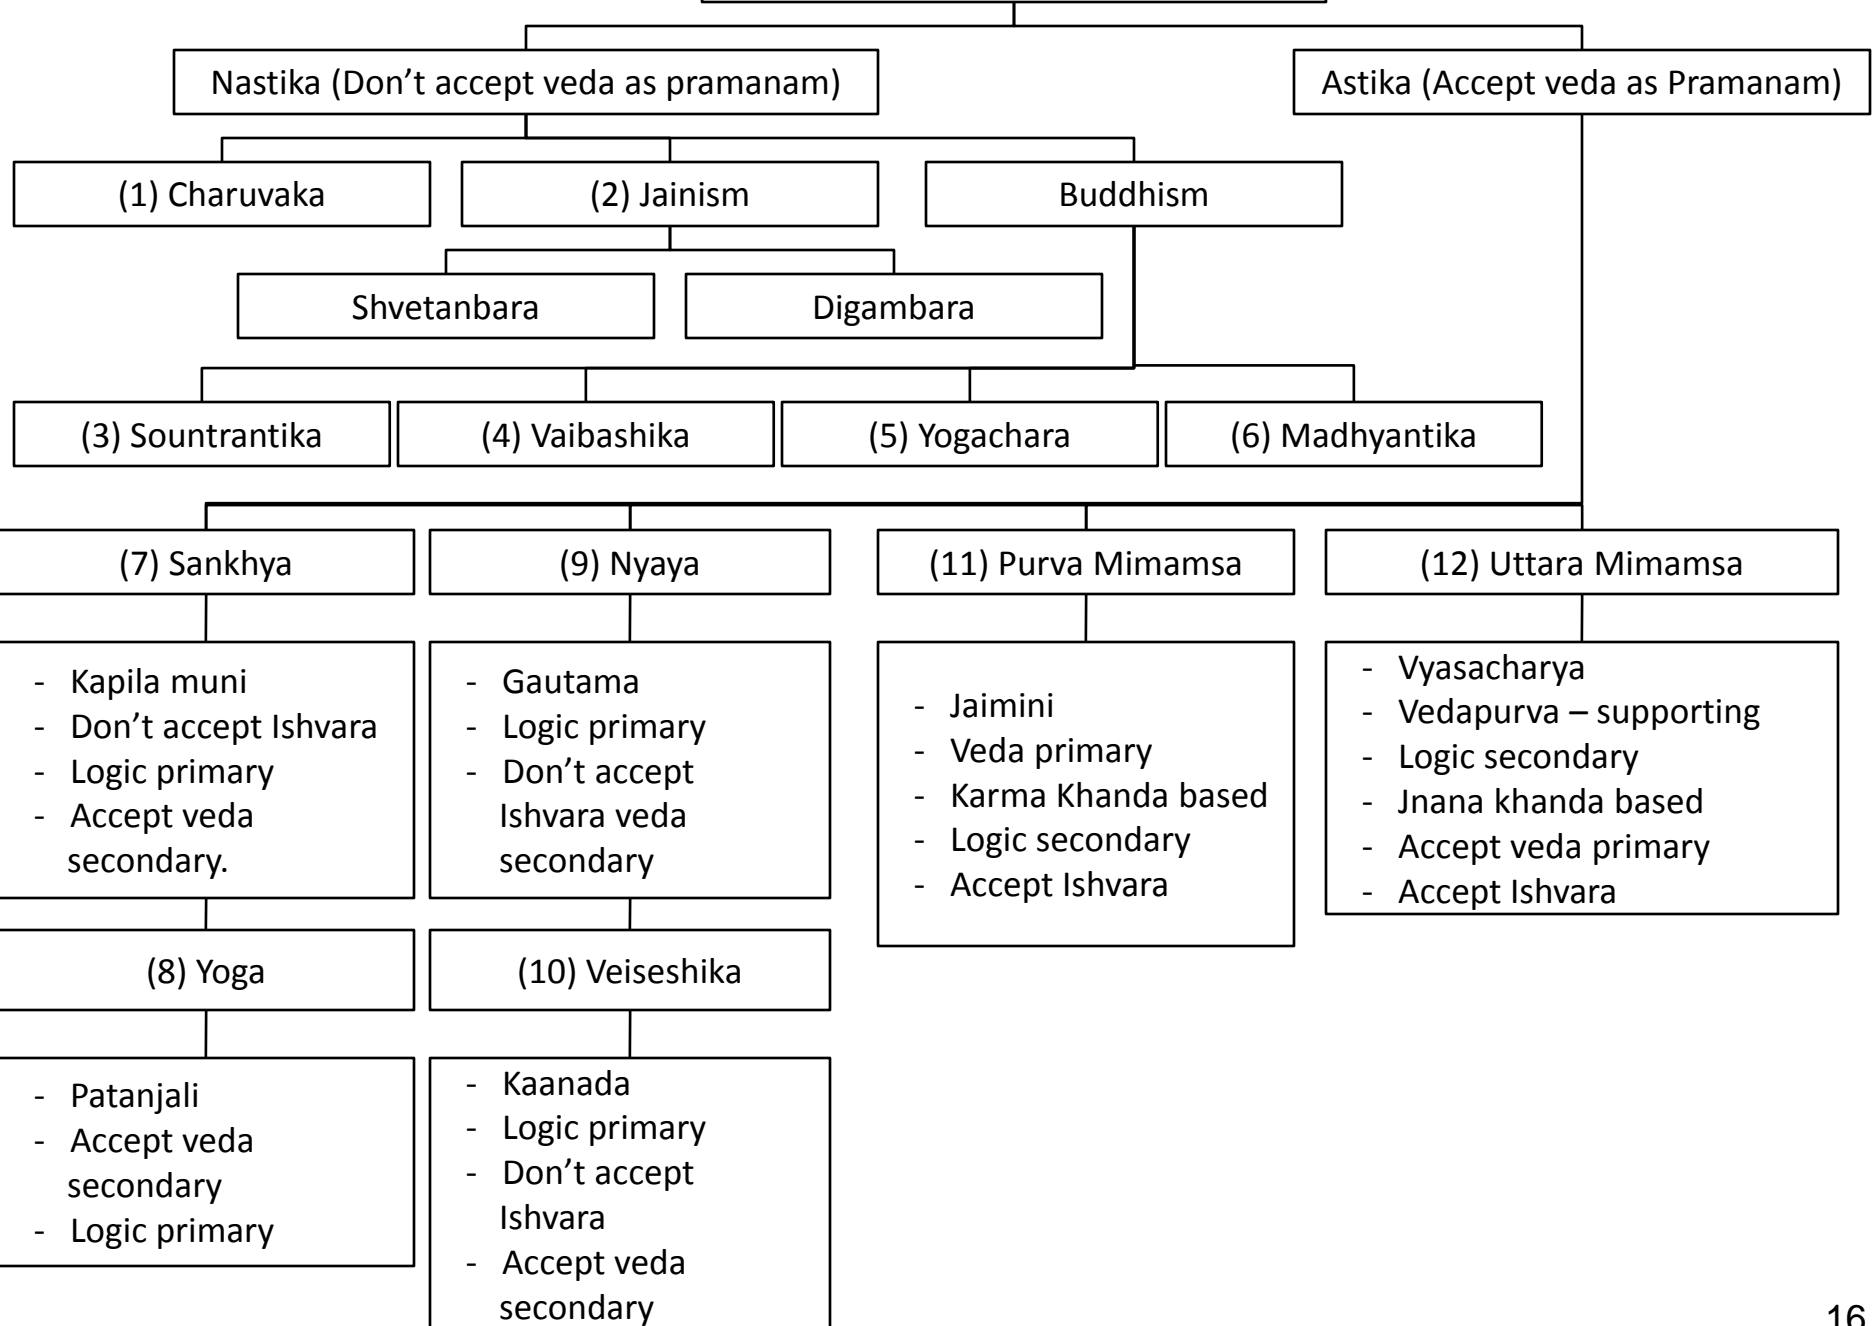 Nastika (Don’t accept veda as pramanam)
Astika (Accept veda as Pramanam)
(1) Charuvaka
(2) Jainism
Buddhism
Shvetanbara
Digambara
(3) Sountrantika
(4) Vaibashika
(5) Yogachara
(6) Madhyantika
(7) Sankhya
(9) Nyaya
(11) Purva Mimamsa
(12) Uttara Mimamsa
- Kapila muni
- Don’t accept Ishvara
- Logic primary
- Accept veda
secondary.
- Gautama
- Logic primary
- Don’t accept
Ishvara veda
secondary
- Jaimini
- Veda primary
- Karma Khanda based
- Logic secondary
- Accept Ishvara
- Vyasacharya
- Vedapurva – supporting
- Logic secondary
- Jnana khanda based
- Accept veda primary
- Accept Ishvara
(8) Yoga
(10) Veiseshika
- Patanjali
- Accept veda
secondary
- Logic primary
- Kaanada
- Logic primary
- Don’t accept
Ishvara
- Accept veda
secondary
16